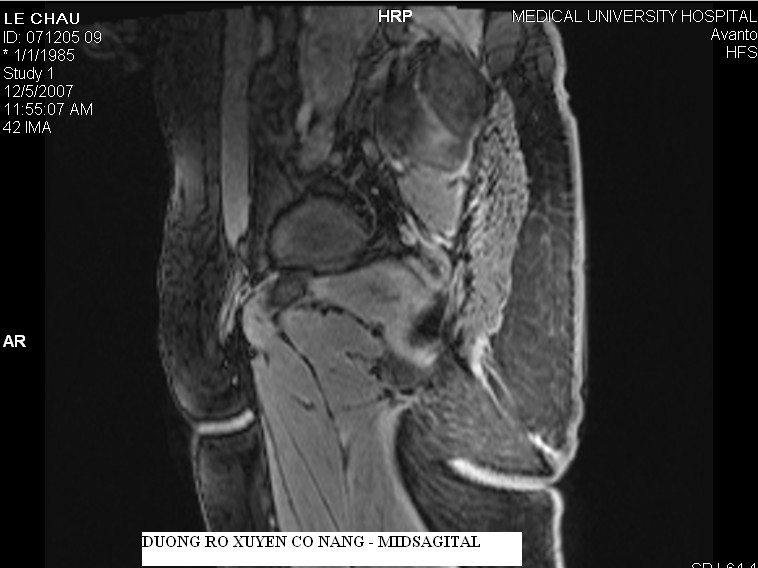 LE CHAU
ID: 071205 09
* 1/1/1985
Study 1
12/5/2007
11:55:07 AM
42 IMA
HRP
MEDICAL UNIVERSITY HOSPITAL
Avanto
HFS
AR
DUONG RO XUYEN CO NANG - MIDSAGITAL